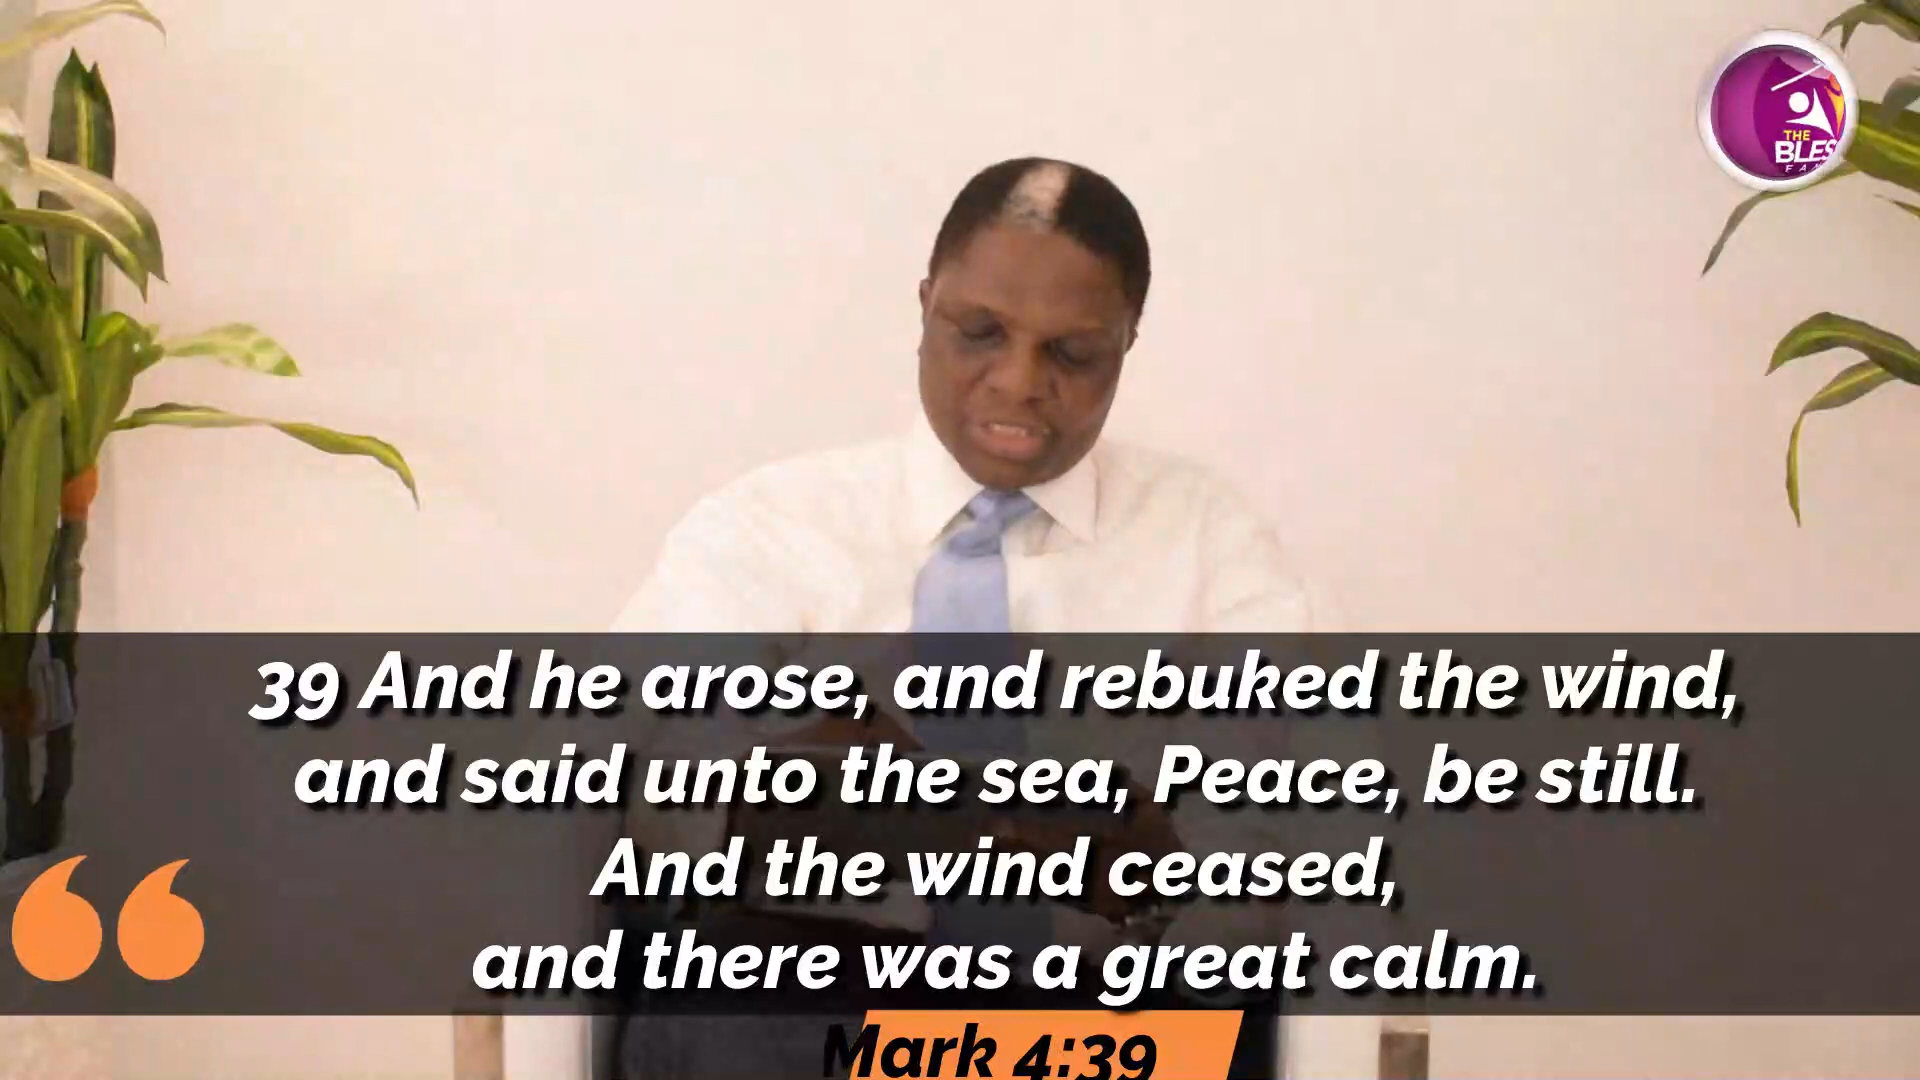 THE
BLES
39 And he arose, and rebuked the wind,
and said unto the sea, Peace, be still.
And the wind ceased,
and there was a great calm.
Mark 4:39